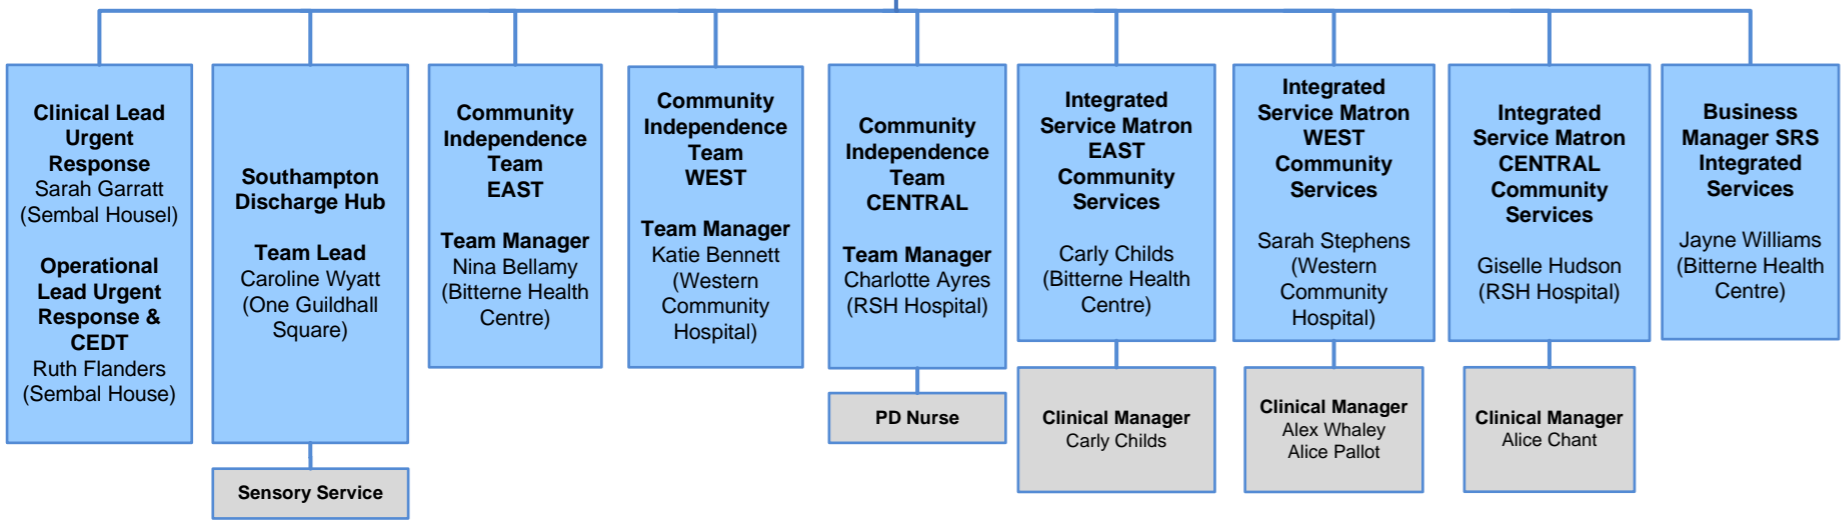 Clinical Lead
Urgent
Response
Sarah Garratt
(Sembal Housel)
Operational
Lead Urgent
Response &
CEDT
Ruth Flanders
(Sembal House)
Southampton
Discharge Hub
Team Lead
Caroline Wyatt
(One Guildhall
Square)
Sensory Service
Community
Independence
Team
EAST
Team Manager
Nina Bellamy
(Bitterne Health
Centre)
Community
Independence
Team
WEST
Team Manager
Katie Bennett
(Western
Community
Hospital)
Community
Independence
Team
CENTRAL
Team Manager
Charlotte Ayres
(RSH Hospital)
PD Nurse
Integrated
Service Matron
EAST
Community
Services
Carly Childs
(Bitterne Health
Centre)
Clinical Manager
Carly Childs
Integrated
Service Matron
WEST
Community
Services
Sarah Stephens
(Western
Community
Hospital)
Clinical Manager
Alex Whaley
Alice Pallot
Integrated
Service Matron
CENTRAL
Community
Services
Giselle Hudson
(RSH Hospital)
Clinical Manager
Alice Chant
Business
Manager SRS
Integrated
Services
Jayne Williams
(Bitterne Health
Centre)